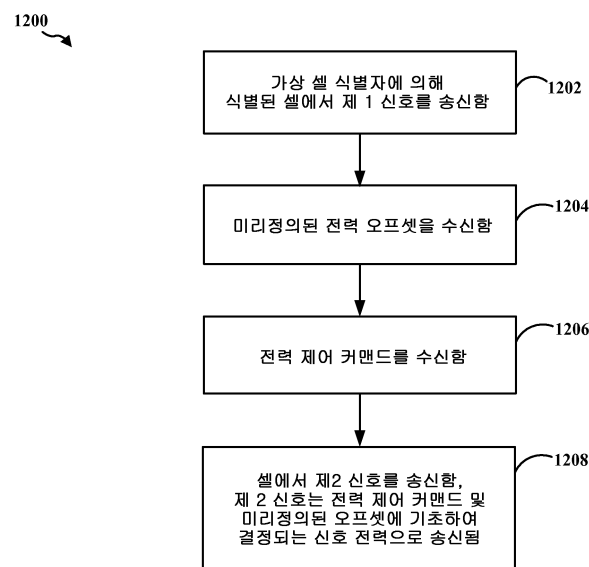 1200
가상 셀 식별자에 의해
식별된 셀에서 제 1 신호를 송신함
1202
미리정의된 전력 오프셋을 수신함
1204
전력 제어 커맨드를 수신함
1206
셀에서 제2 신호를 송신함,
제 2 신호는 전력 제어 커맨드 및
미리정의된 오프셋에 기초하여
결정되는 신호 전력으로 송신됨
1208